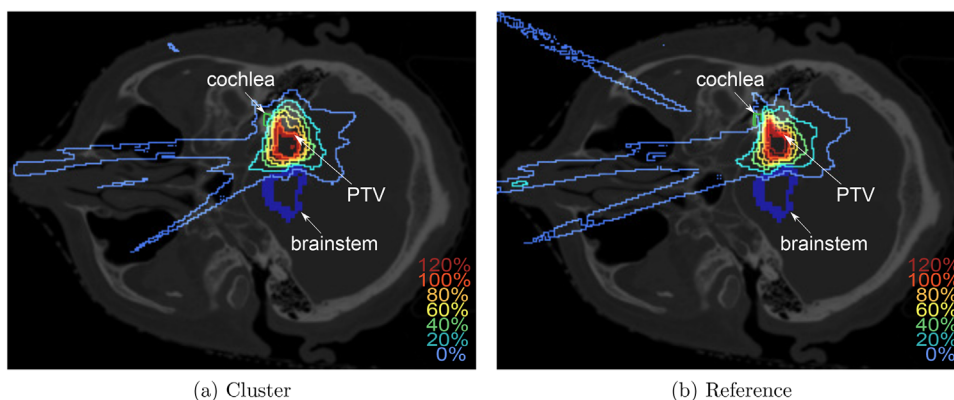 cochlea
PTV
brainstem
120%
100%
80%
60%
40%
20%
0%
(a) Cluster
cochlea
PTV
brainstem
120%
100%
80%
60%
40%
20%
0%
(b) Reference